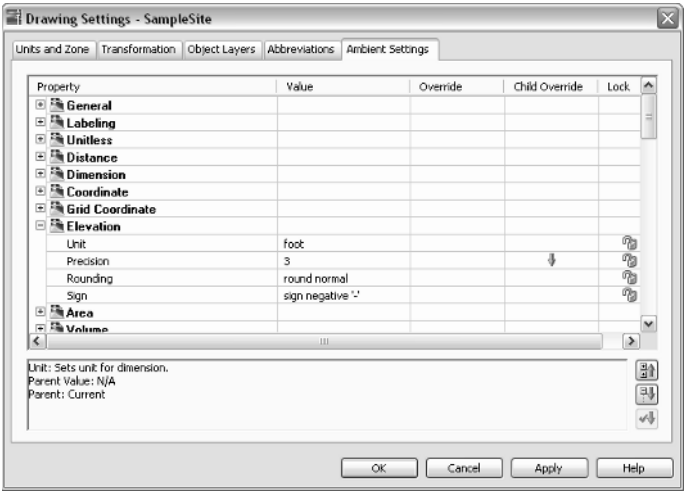 Drawing Settings - SampleSite
Units and Zone Transformation Object Layers Abbreviations Ambient Settings
Property Value Override Child Override Lock
General
Labeling
Unitless
Distance
Dimension
Coordinate
Grid Coordinate
Elevation
Unit foot
Precision 3
Rounding round normal
Sign sign negative '-'
Area
Volume
Unit: Sets unit for dimension.
Parent Value: N/A
Parent: Current
OK Cancel Apply Help